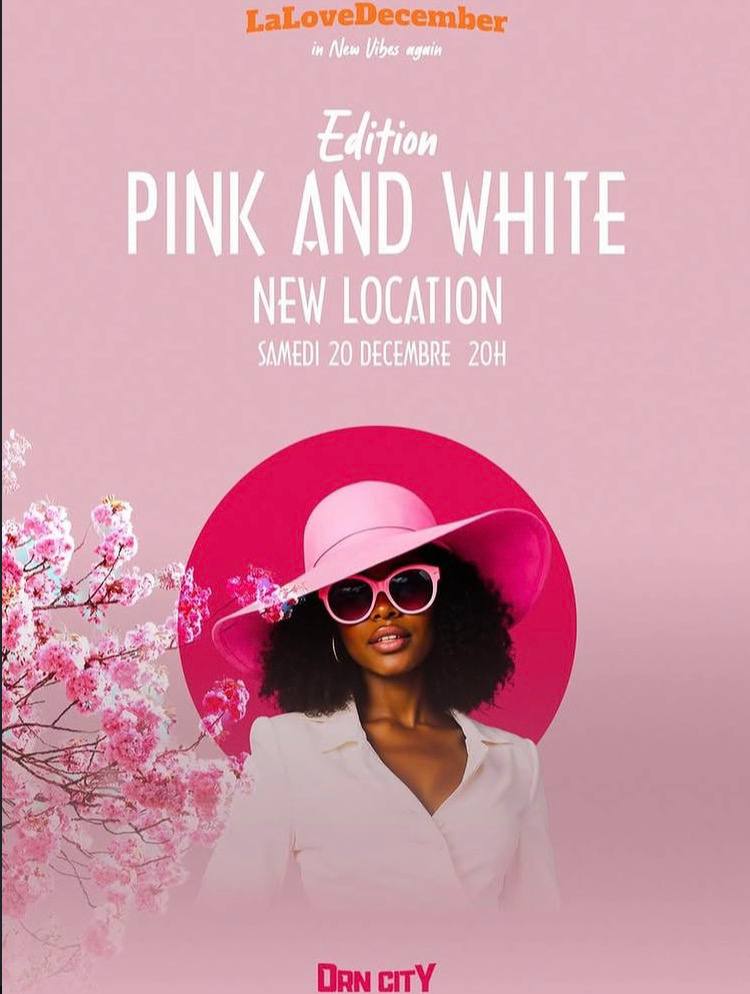 LaLoveDecember
in New Vibes again
Edition
PINK AND WHITE
NEW LOCATION
SAMEDI 20 DECEMBRE 20H
DRN CITY